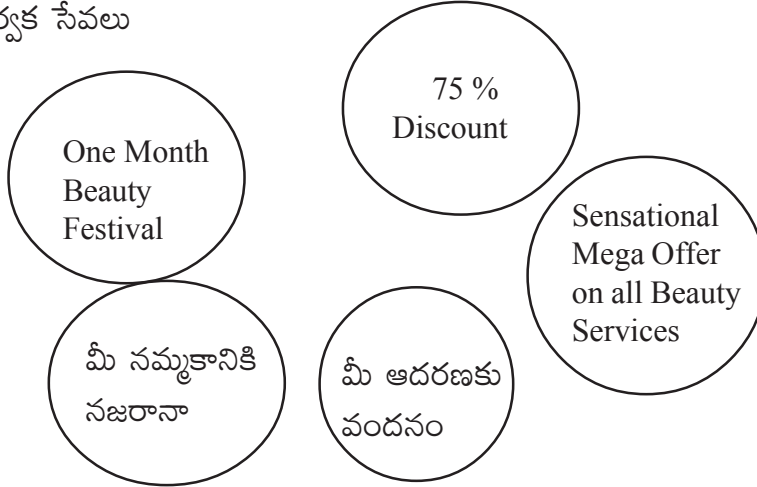 సేవలు
75 %
Discount
One Month
Beauty
Festival
Sensational
Mega Offer
on all Beauty
Services
మీ నమ్మకానికి
నజరానా
మీ ఆదరణకు
వందనం